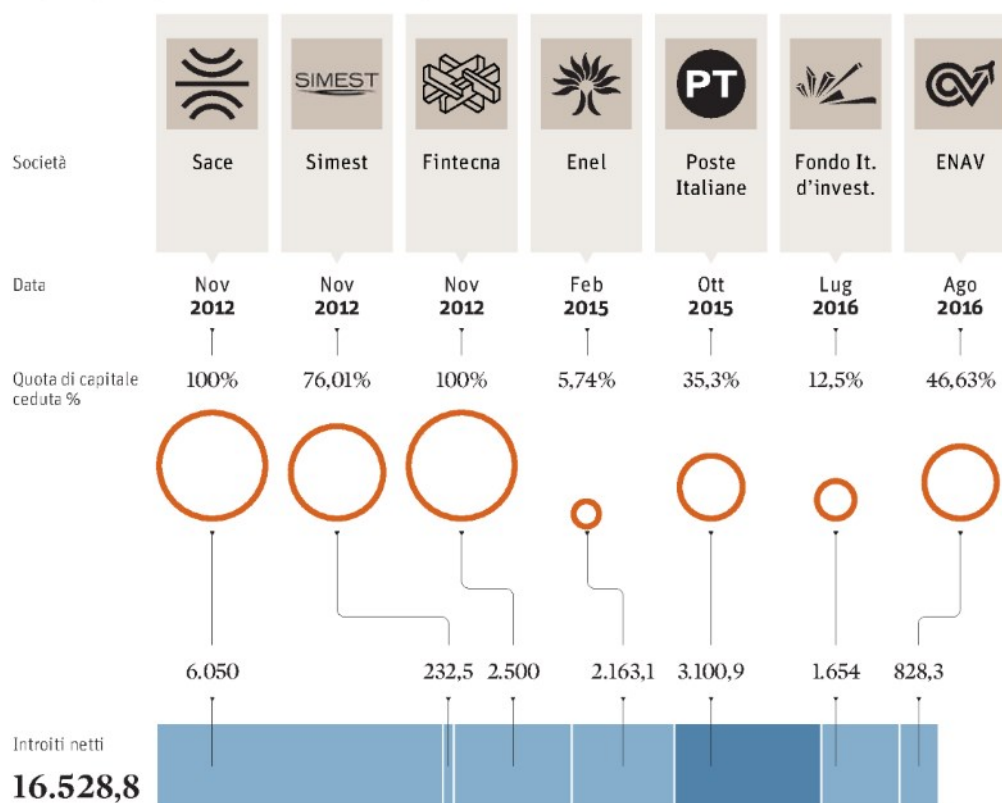 SIMEST
PT
Società
Sace
Simest
Fintecna
Enel
Poste
Italiane
Fondo It.
d'invest.
ENAV
Data
Nov
2012
Nov
2012
Nov
2012
Feb
2015
Ott
2015
Lug
2016
Ago
2016
Quota di capitale
ceduta %
100%
76,01%
100%
5,74%
35,3%
12,5%
46,63%
6.050
232,5
2.500
2.163,1
3.100,9
1.654
828,3
Introiti netti
16.528,8